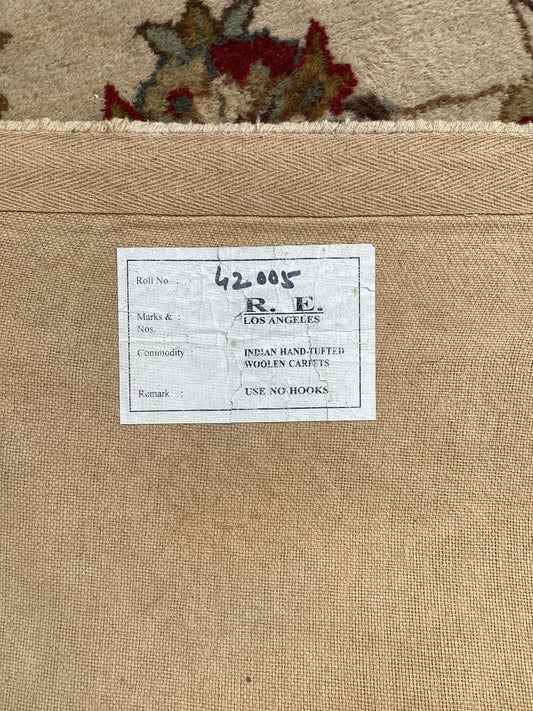 Roll No. : 42005
R. E.
Marks & : LOS ANGELES
Nos.
Commodity : INDIAN HAND-TUFTED
WOOLEN CARPETS
Remark : USE NO HOOKS